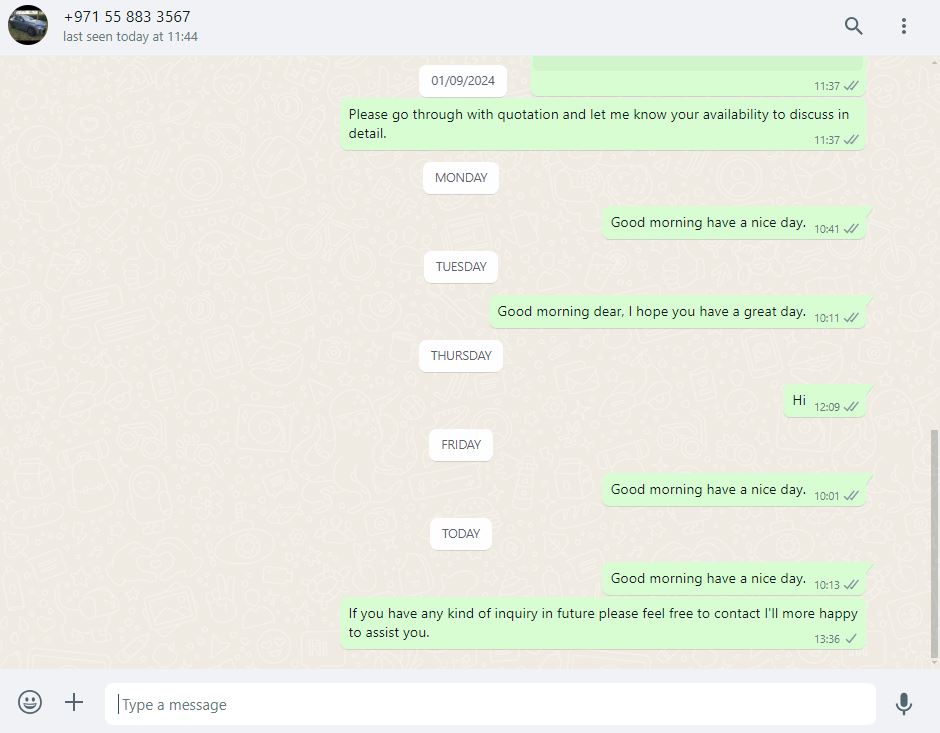 +971 55 883 3567
last seen today at 11:44
01/09/2024
11:37
Please go through with quotation and let me know your availability to discuss in
detail.
11:37
MONDAY
Good morning have a nice day.
10:41
TUESDAY
Good morning dear, I hope you have a great day.
10:11
THURSDAY
Hi
12:09
FRIDAY
Good morning have a nice day.
10:01
TODAY
Good morning have a nice day.
10:13
If you have any kind of inquiry in future please feel free to contact I'll more happy
to assist you.
13:36
Type a message